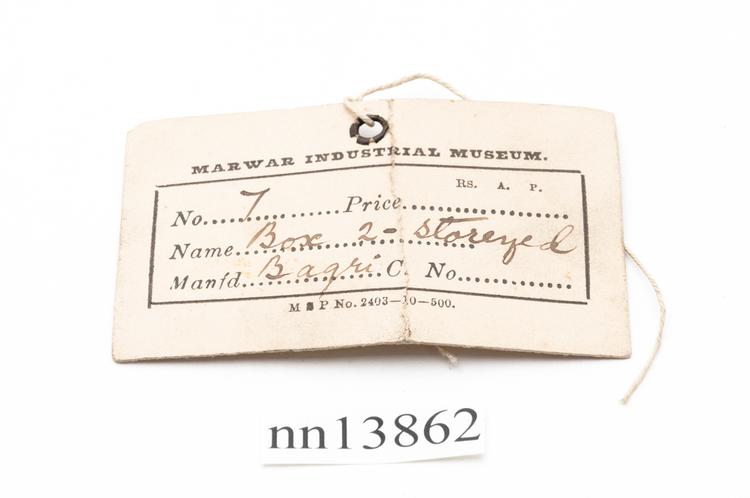 MARWAR INDUSTRIAL MUSEUM.
RS. A. P.
No....7..........Price........................
Name..Box 2-storeyed
Manfd..Bagri..C. No..............
M S P No. 2403—10—500.
nn13862